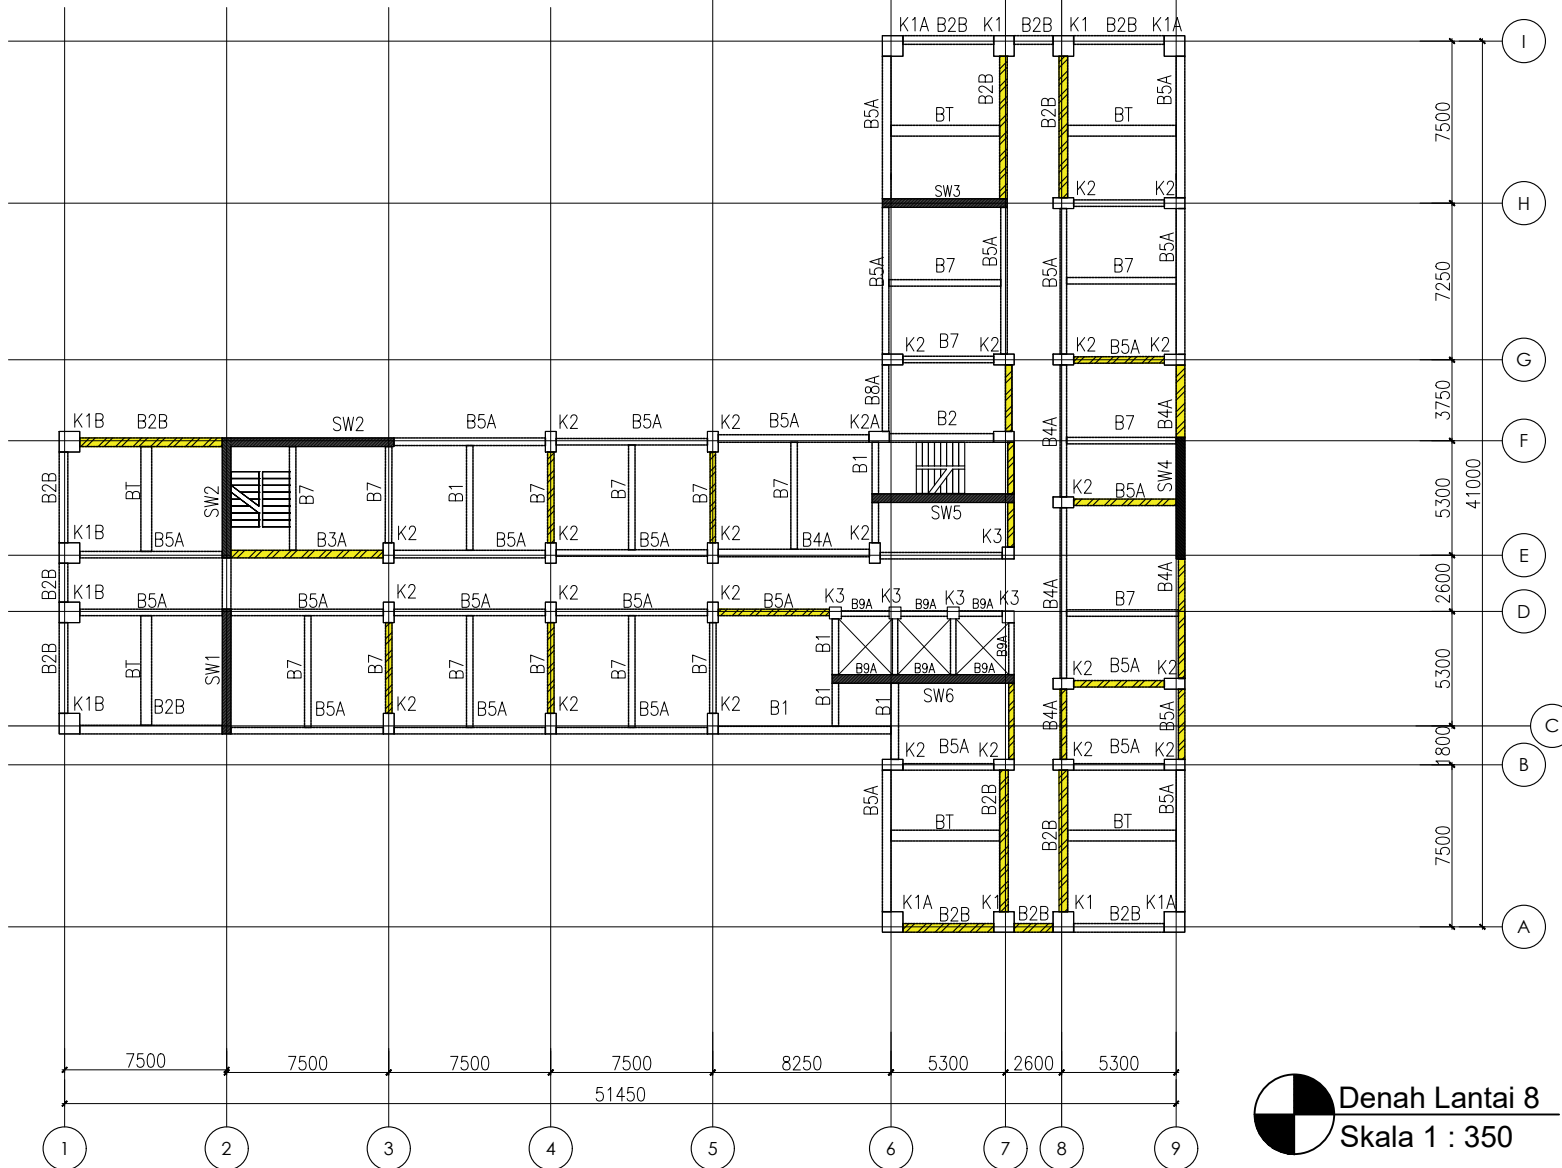 K1A B2B K1 B2B K1 B2B K1A I
B5A B2B B2B B5A
BT BT
7500
SW3 K2 K2 H
B5A B7 B5A B5A B7 B5A
7250
K2 B7 K2 K2 B5A K2 G
B8A B4A 3750
K1B B2B SW2 B5A K2 B5A K2 B5A K2A B2 B4A B7 F
B2B BT SW2 B7 B7 B1 B7 B7 B7 B7 B1 SW4
K2 B5A 5300 41000
SW5
K1B B5A B3A K2 B5A K2 B5A K2 B4A K2 K3 E
B2B B4A B4A 2600
K1B B5A B5A K2 B5A K2 B5A K2 B5A K3 B9A K3 B9A K3 B9A K3 B7 D
B2B BT SW1 B7 B7 B7 B7 B7 B7 B1 B9A
B9A B9A B9A K2 B5A K2 5300
SW6
K1B B2B B5A K2 B5A K2 B5A K2 B1 B1 B1 B4A B5A C
K2 B5A K2 K2 B5A K2 1800 B
B5A B2B B2B B5A
BT BT
7500
K1A B2B K1 B2B K1 B2B K1A A
7500 7500 7500 7500 8250 5300 2600 5300
51450
1 2 3 4 5 6 7 8 9
Denah Lantai 8
Skala 1 : 350